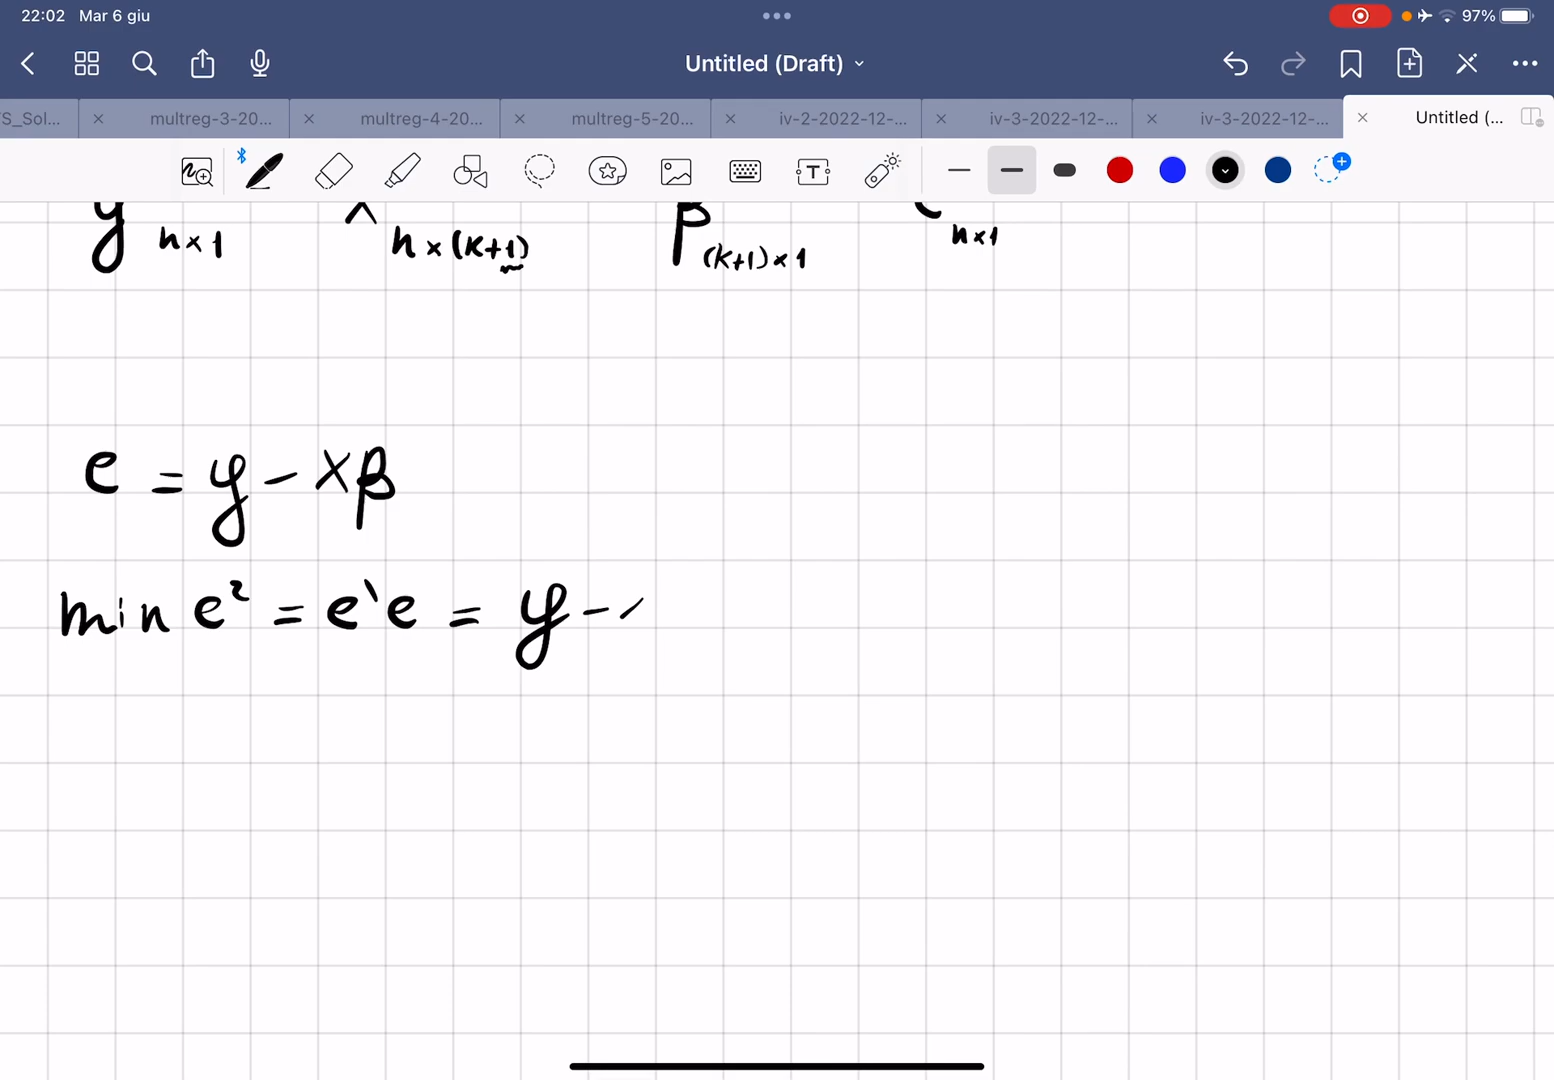 22:02 Mar 6 giu 97%
Untitled (Draft)
S_Sol... multreg-3-20... multreg-4-20... multreg-5-20... iv-2-2022-12-... iv-3-2022-12-... iv-3-2022-12-... Untitled (...
T
y n×1 X n×(K+1) β (K+1)×1 e n×1
e = y - Xβ
min e² = e'e = y -